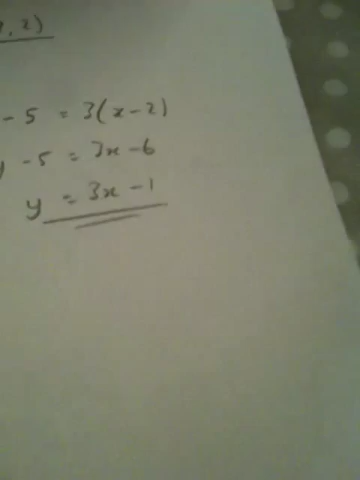 , 2)
- 5 = 3(x-2)
y - 5 = 3x - 6
y = 3x - 1